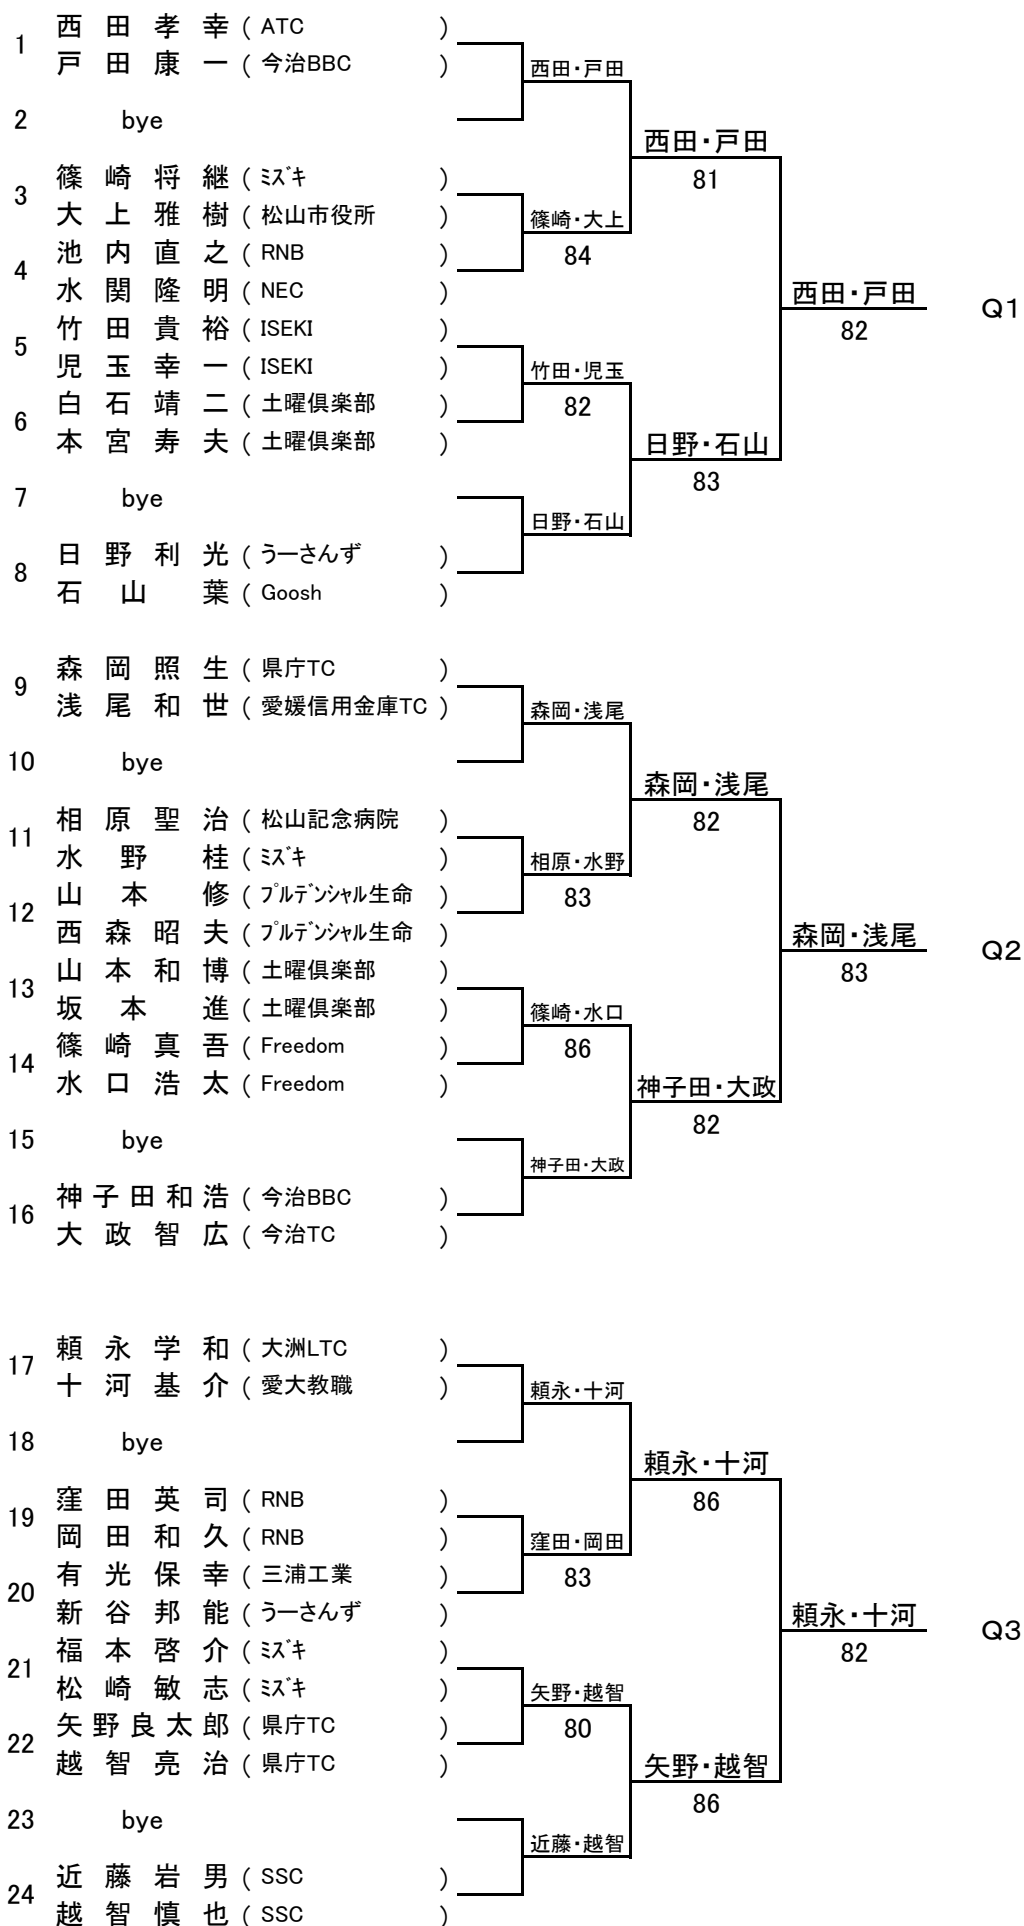 1 西田孝幸 ( ATC )
戸田康一 ( 今治BBC )
2 bye
3 篠崎将継 ( ﾐｽﾞｷ )
大上雅樹 ( 松山市役所 )
4 池内直之 ( RNB )
水関隆明 ( NEC )
5 竹田貴裕 ( ISEKI )
児玉幸一 ( ISEKI )
6 白石靖二 ( 土曜倶楽部 )
本宮寿夫 ( 土曜倶楽部 )
7 bye
8 日野利光 ( うーさんず )
石山葉 ( Goosh )
西田・戸田
篠崎・大上
84
竹田・児玉
82
日野・石山
西田・戸田
81
日野・石山
83
西田・戸田
82
Q1
9 森岡照生 ( 県庁TC )
浅尾和世 ( 愛媛信用金庫TC )
10 bye
11 相原聖治 ( 松山記念病院 )
水野桂 ( ﾐｽﾞｷ )
12 山本修 ( ﾌﾟﾙﾃﾞﾝｼｬﾙ生命 )
西森昭夫 ( ﾌﾟﾙﾃﾞﾝｼｬﾙ生命 )
13 山本和博 ( 土曜倶楽部 )
坂本進 ( 土曜倶楽部 )
14 篠崎真吾 ( Freedom )
水口浩太 ( Freedom )
15 bye
16 神子田和浩 ( 今治BBC )
大政智広 ( 今治TC )
森岡・浅尾
相原・水野
83
篠崎・水口
86
神子田・大政
森岡・浅尾
82
神子田・大政
82
森岡・浅尾
83
Q2
17 頼永学和 ( 大洲LTC )
十河基介 ( 愛大教職 )
18 bye
19 窪田英司 ( RNB )
岡田和久 ( RNB )
20 有光保幸 ( 三浦工業 )
新谷邦能 ( うーさんず )
21 福本啓介 ( ﾐｽﾞｷ )
松崎敏志 ( ﾐｽﾞｷ )
22 矢野良太郎 ( 県庁TC )
越智亮治 ( 県庁TC )
23 bye
24 近藤岩男 ( SSC )
越智慎也 ( SSC )
頼永・十河
窪田・岡田
83
矢野・越智
80
近藤・越智
頼永・十河
86
矢野・越智
86
頼永・十河
82
Q3